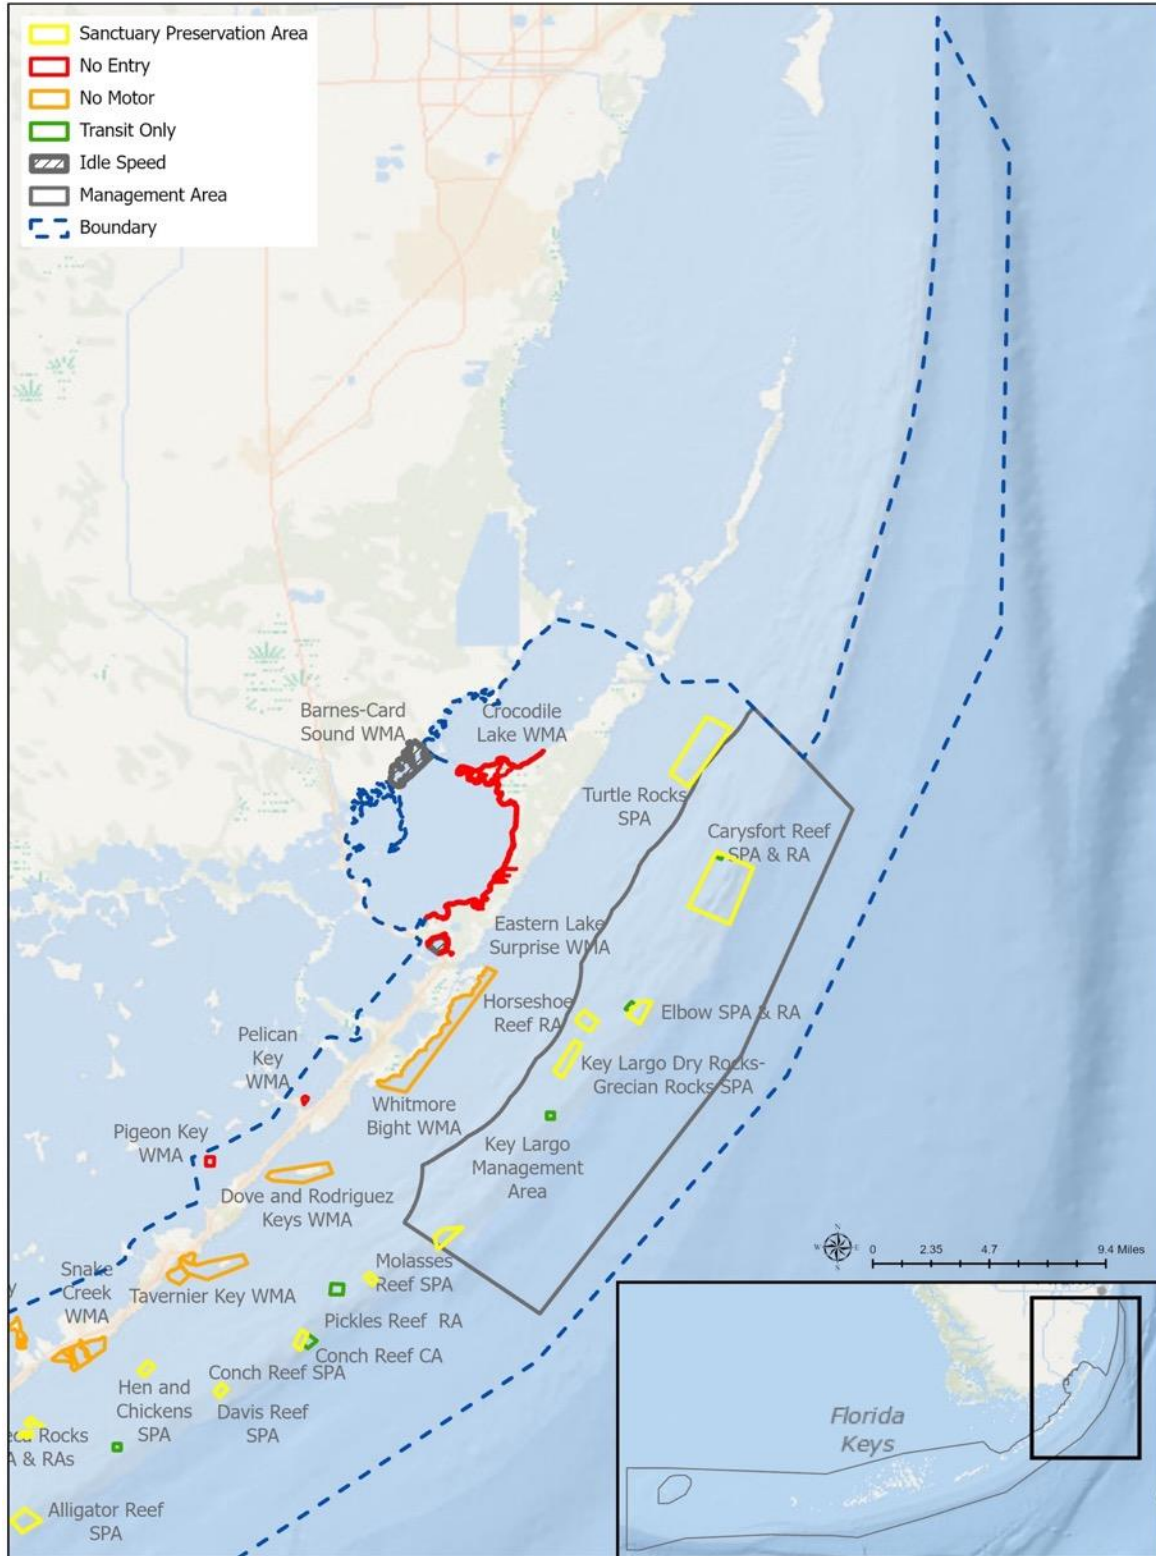 Sanctuary Preservation Area
No Entry
No Motor
Transit Only
Idle Speed
Management Area
Boundary
Barnes-Card
Sound WMA
Crocodile
Lake WMA
Turtle Rocks
SPA
Carysfort Reef
SPA & RA
Eastern Lake
Surprise WMA
Horseshoe
Reef RA
Elbow SPA & RA
Pelican
Key
WMA
Key Largo Dry Rocks-
Grecian Rocks SPA
Whitmore
Bight WMA
Pigeon Key
WMA
Key Largo
Management
Area
Dove and Rodriguez
Keys WMA
Snake
Creek
WMA
Tavernier Key WMA
Molasses
Reef SPA
Pickles Reef RA
Conch Reef CA
Conch Reef SPA
Hen and
Chickens
SPA
Davis Reef
SPA
Rocks
A & RAs
Alligator Reef
SPA
N
W E
S
0 2.35 4.7 9.4 Miles
Florida
Keys